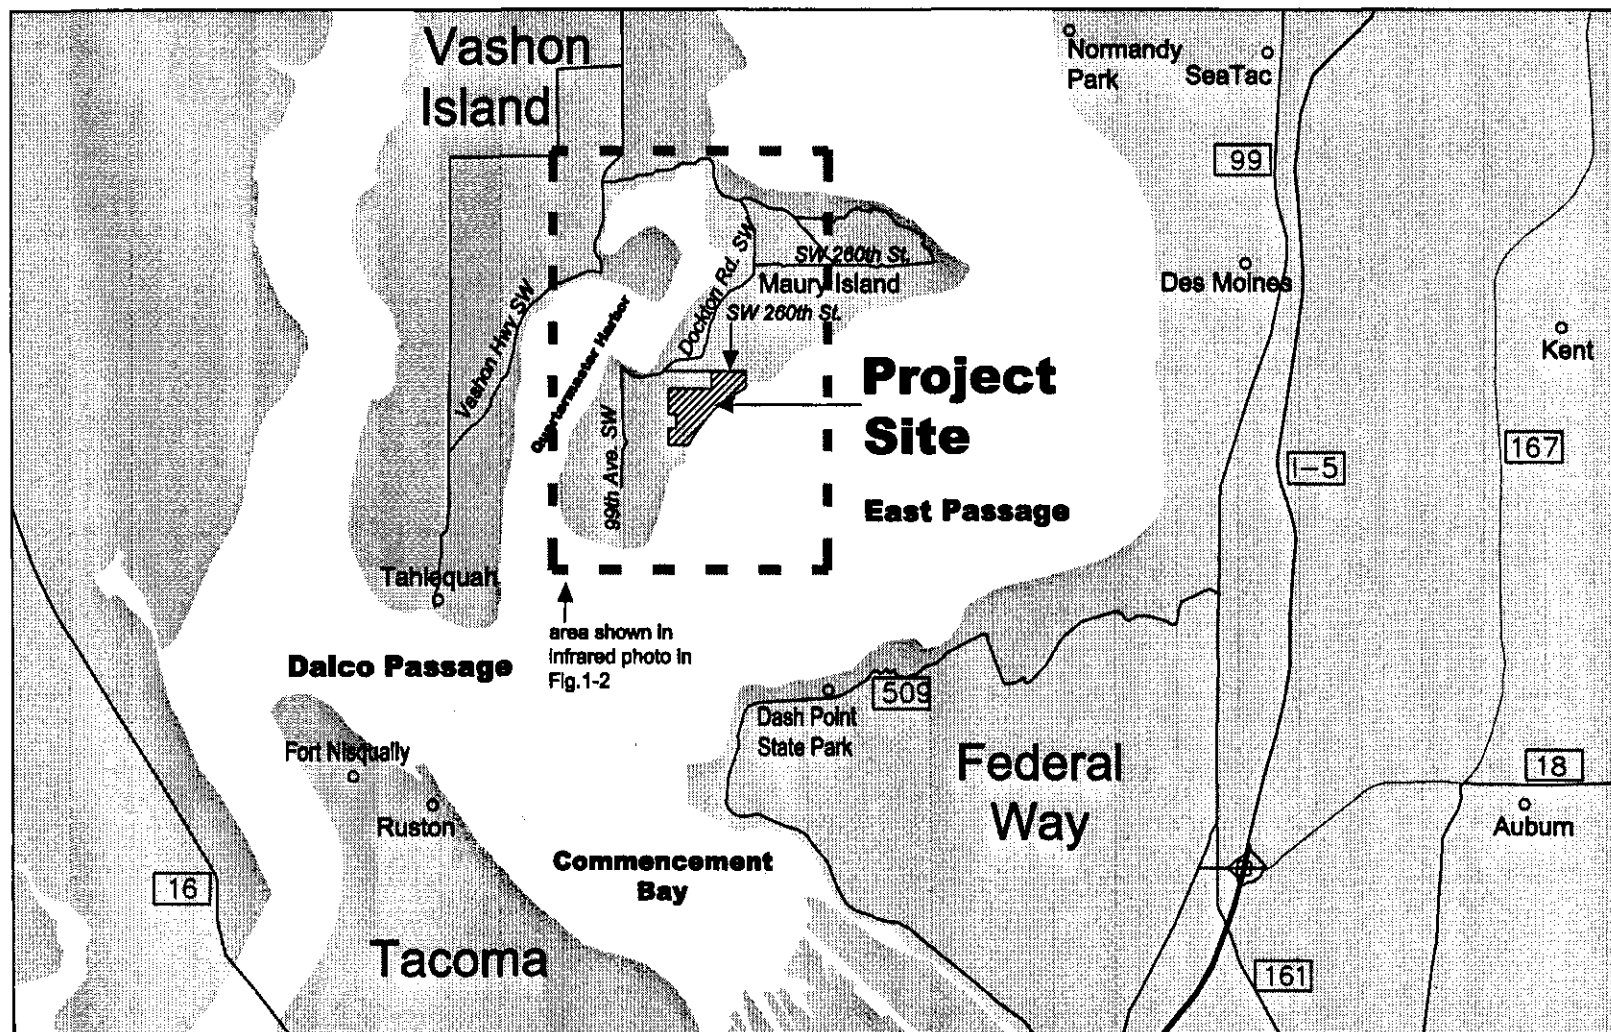 Vashon
Island
Normandy
Park
SeaTac
99
SW 260th St.
Maury Island
SW 260th St.
Dockton Rd. SW
Vashon Hwy SW
Quartermaster Harbor
99th Ave. SW
Des Moines
Kent
Project
Site
167
I-5
East Passage
Tahlequah
area shown in
infrared photo in
Fig.1-2
Dalco Passage
509
Dash Point
State Park
Fort Nisqually
Ruston
Federal
Way
18
Auburn
Commencement
Bay
16
Tacoma
161